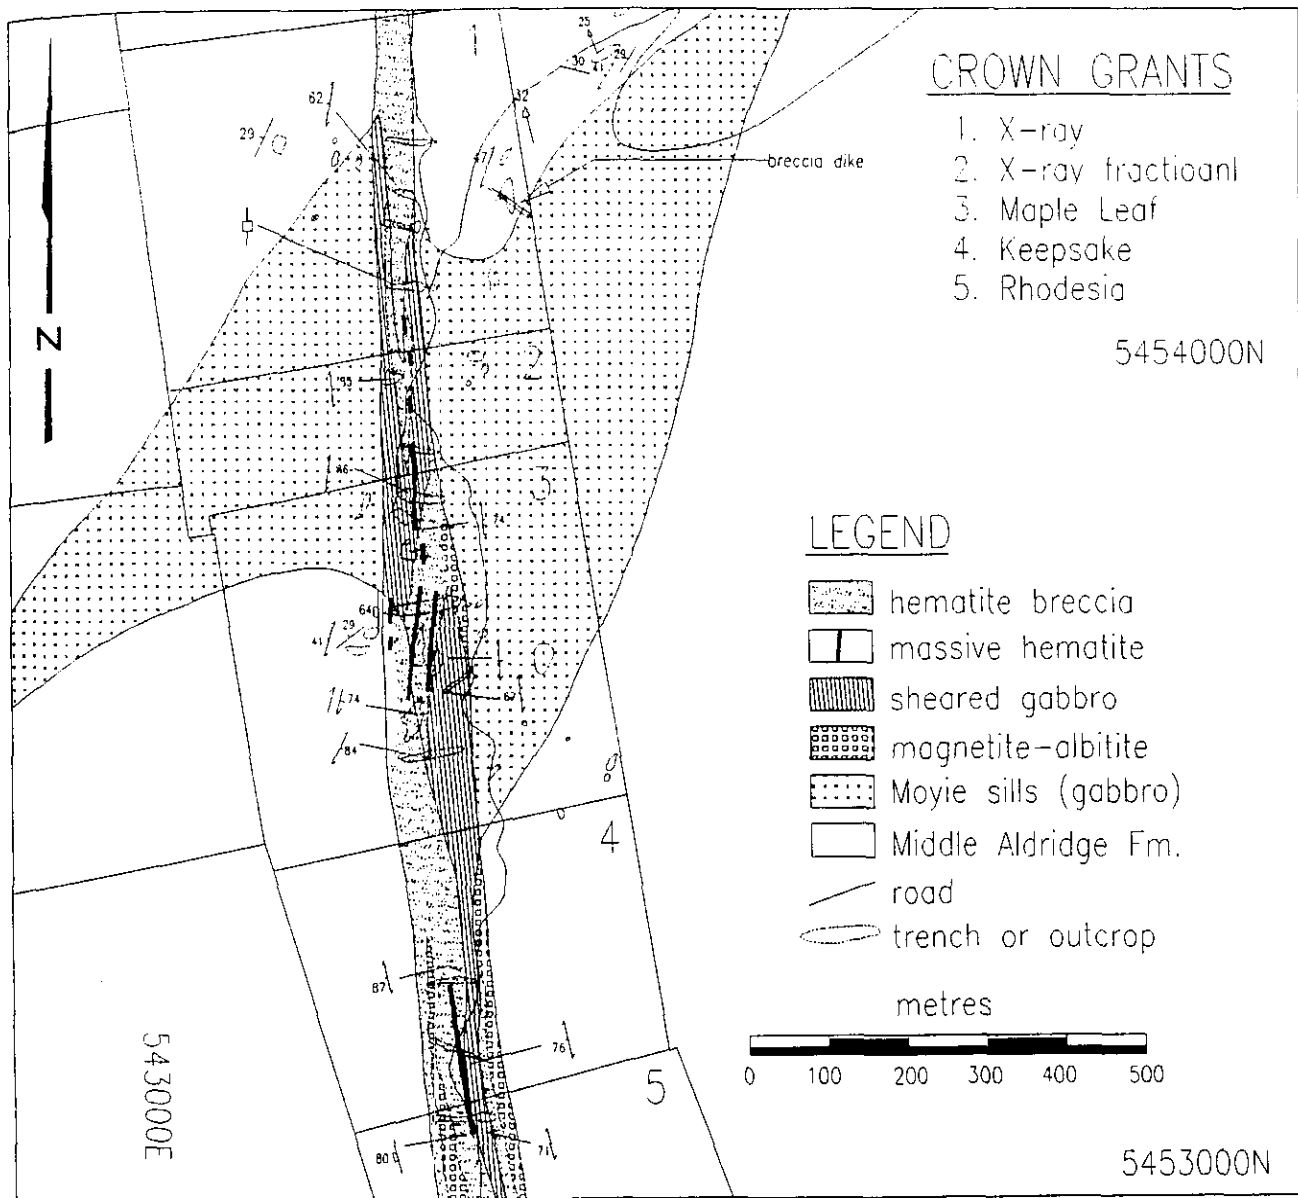 CROWN GRANTS
1. X-ray
2. X-ray fractioanl
3. Maple Leaf
4. Keepsake
5. Rhodesia
5454000N
LEGEND
hematite breccia
massive hematite
sheared gabbro
magnetite-albitite
Moyie sills (gabbro)
Middle Aldridge Fm.
road
trench or outcrop
metres
0 100 200 300 400 500
5453000N
543000E
N
breccia dike
1
2
3
4
5
25
30
41
29
32
62
29
86
74
64
29
41
74
84
87
76
80
71